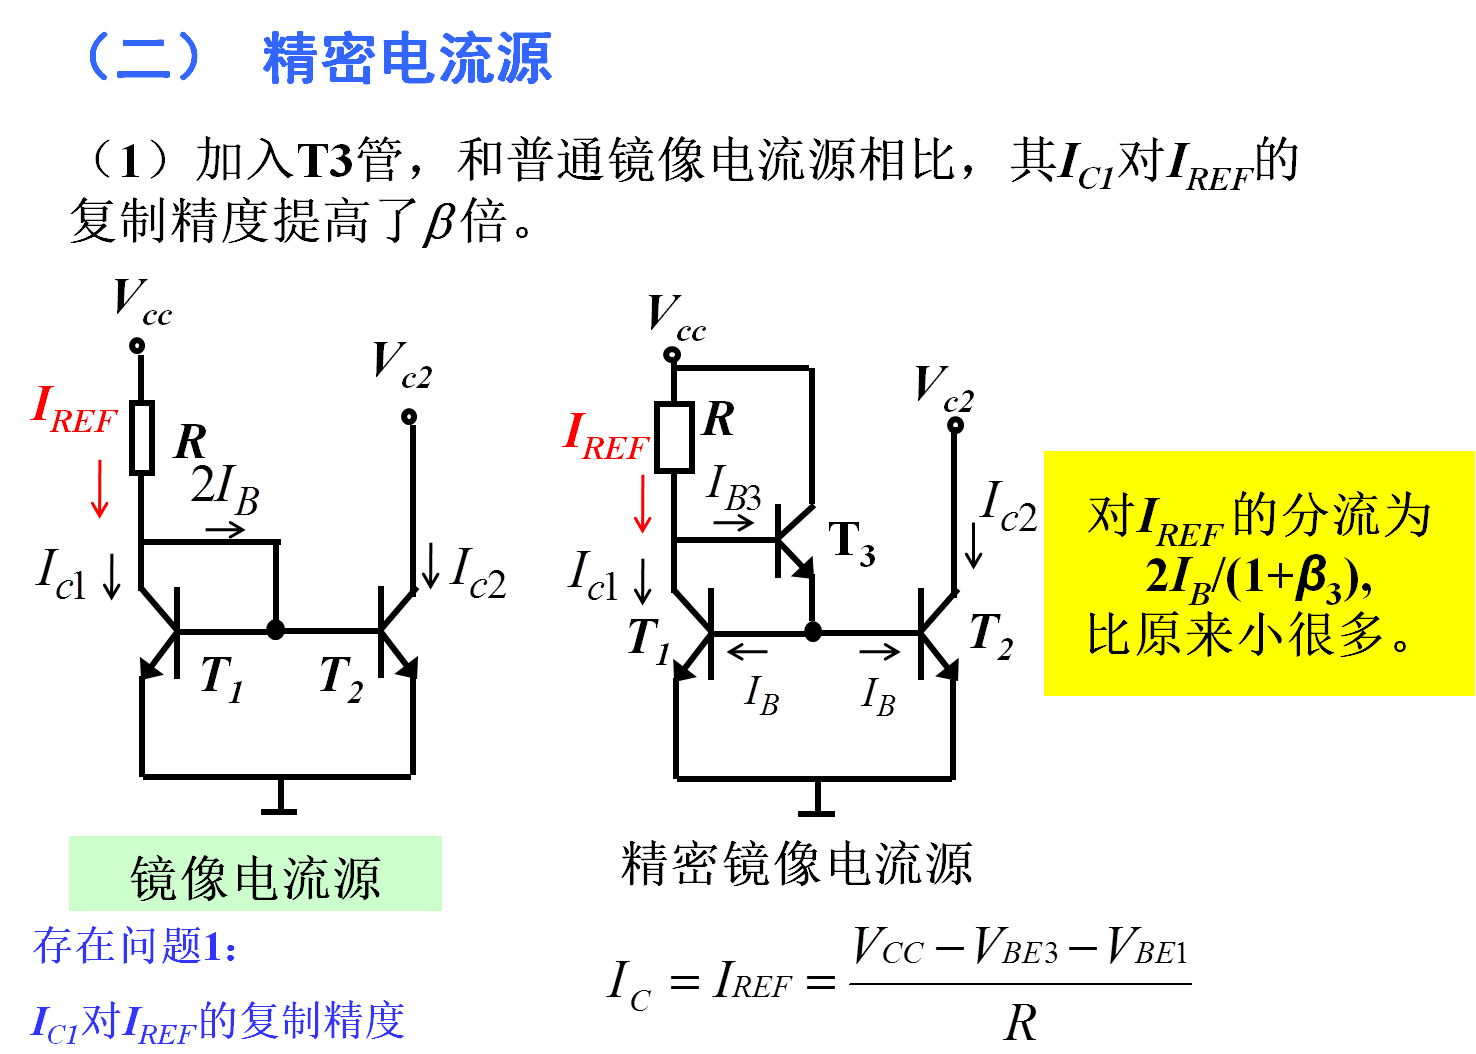 （二） 精密电流源
（1）加入T3管，和普通镜像电流源相比，其IC1对IREF的
复制精度提高了β倍。
Vcc
Vc2
IREF
R
2IB
Ic1
Ic2
T1
T2
镜像电流源
存在问题1：
IC1对IREF的复制精度
Vcc
Vc2
IREF
R
IB3
T3
Ic1
Ic2
T1
T2
IB
IB
精密镜像电流源
对IREF 的分流为
2IB/(1+β3),
比原来小很多。
IC = IREF = (VCC − VBE3 − VBE1) / R